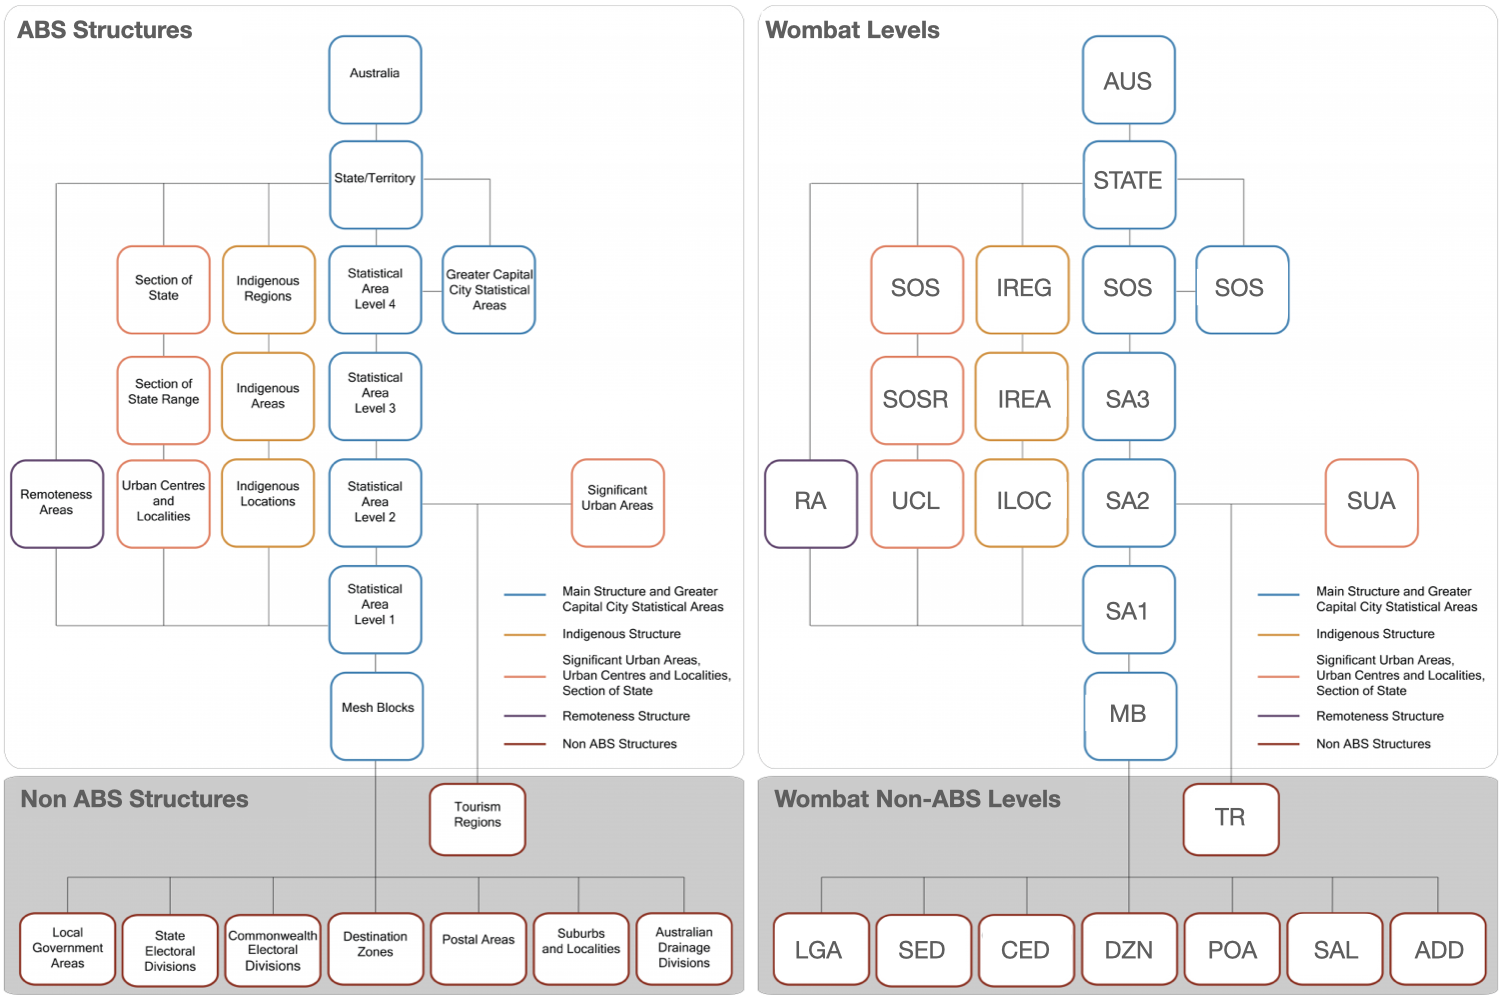 ABS Structures
Australia
State/Territory
Section of
State
Indigenous
Regions
Statistical
Area
Level 4
Greater Capital
City Statistical
Areas
Section of
State Range
Indigenous
Areas
Statistical
Area
Level 3
Remoteness
Areas
Urban Centres
and
Localities
Indigenous
Locations
Statistical
Area
Level 2
Significant
Urban Areas
Statistical
Area
Level 1
Mesh Blocks
Main Structure and Greater
Capital City Statistical Areas
Indigenous Structure
Significant Urban Areas,
Urban Centres and Localities,
Section of State
Remoteness Structure
Non ABS Structures
Non ABS Structures
Tourism
Regions
Local
Government
Areas
State
Electoral
Divisions
Commonwealth
Electoral
Divisions
Destination
Zones
Postal Areas
Suburbs
and Localities
Australian
Drainage
Divisions
Wombat Levels
AUS
STATE
SOS
IREG
SOS
SOS
SOSR
IREA
SA3
RA
UCL
ILOC
SA2
SUA
SA1
MB
Main Structure and Greater
Capital City Statistical Areas
Indigenous Structure
Significant Urban Areas,
Urban Centres and Localities,
Section of State
Remoteness Structure
Non ABS Structures
Wombat Non-ABS Levels
TR
LGA
SED
CED
DZN
POA
SAL
ADD